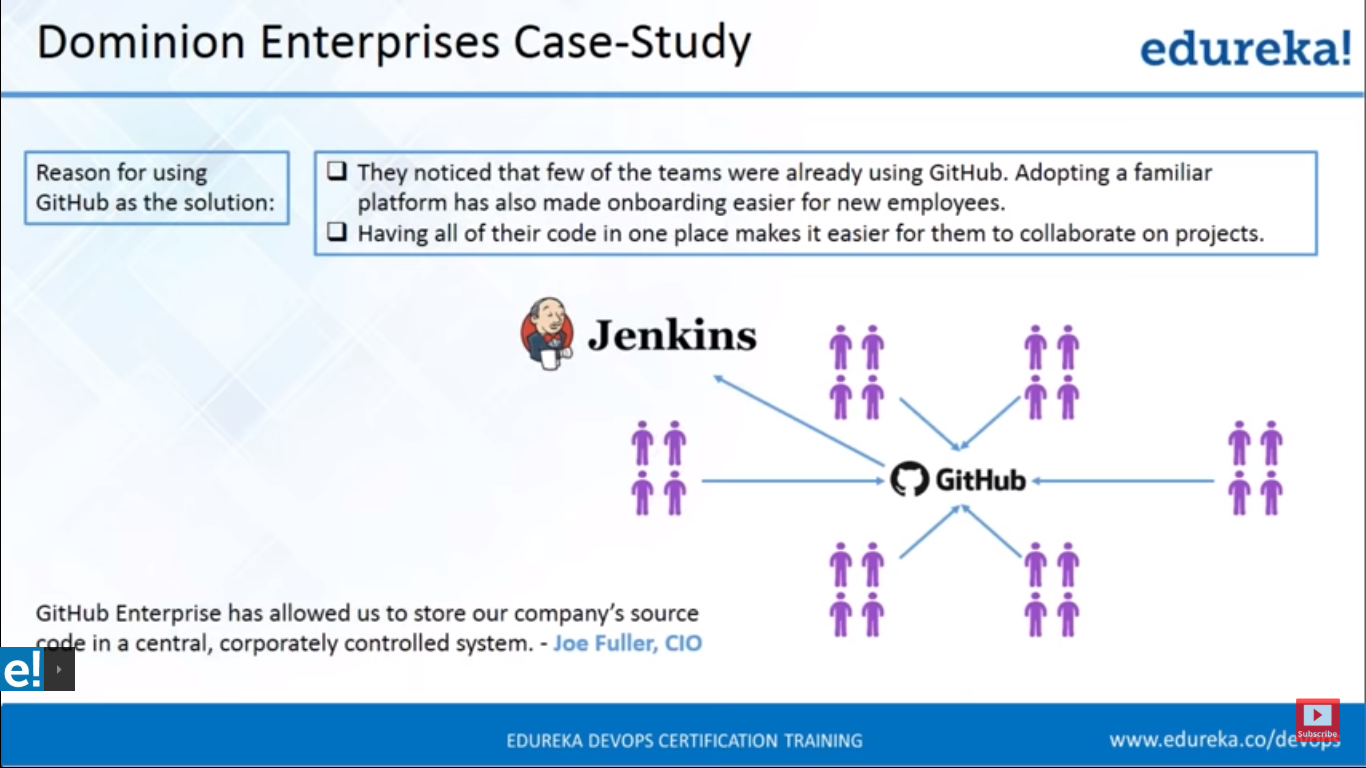 Dominion Enterprises Case-Study
edureka!
Reason for using
GitHub as the solution:
They noticed that few of the teams were already using GitHub. Adopting a familiar
platform has also made onboarding easier for new employees.
Having all of their code in one place makes it easier for them to collaborate on projects.
Jenkins
GitHub
GitHub Enterprise has allowed us to store our company’s source
code in a central, corporately controlled system. - Joe Fuller, CIO
e!
EDUREKA DEVOPS CERTIFICATION TRAINING
www.edureka.co/devops
Subscribe